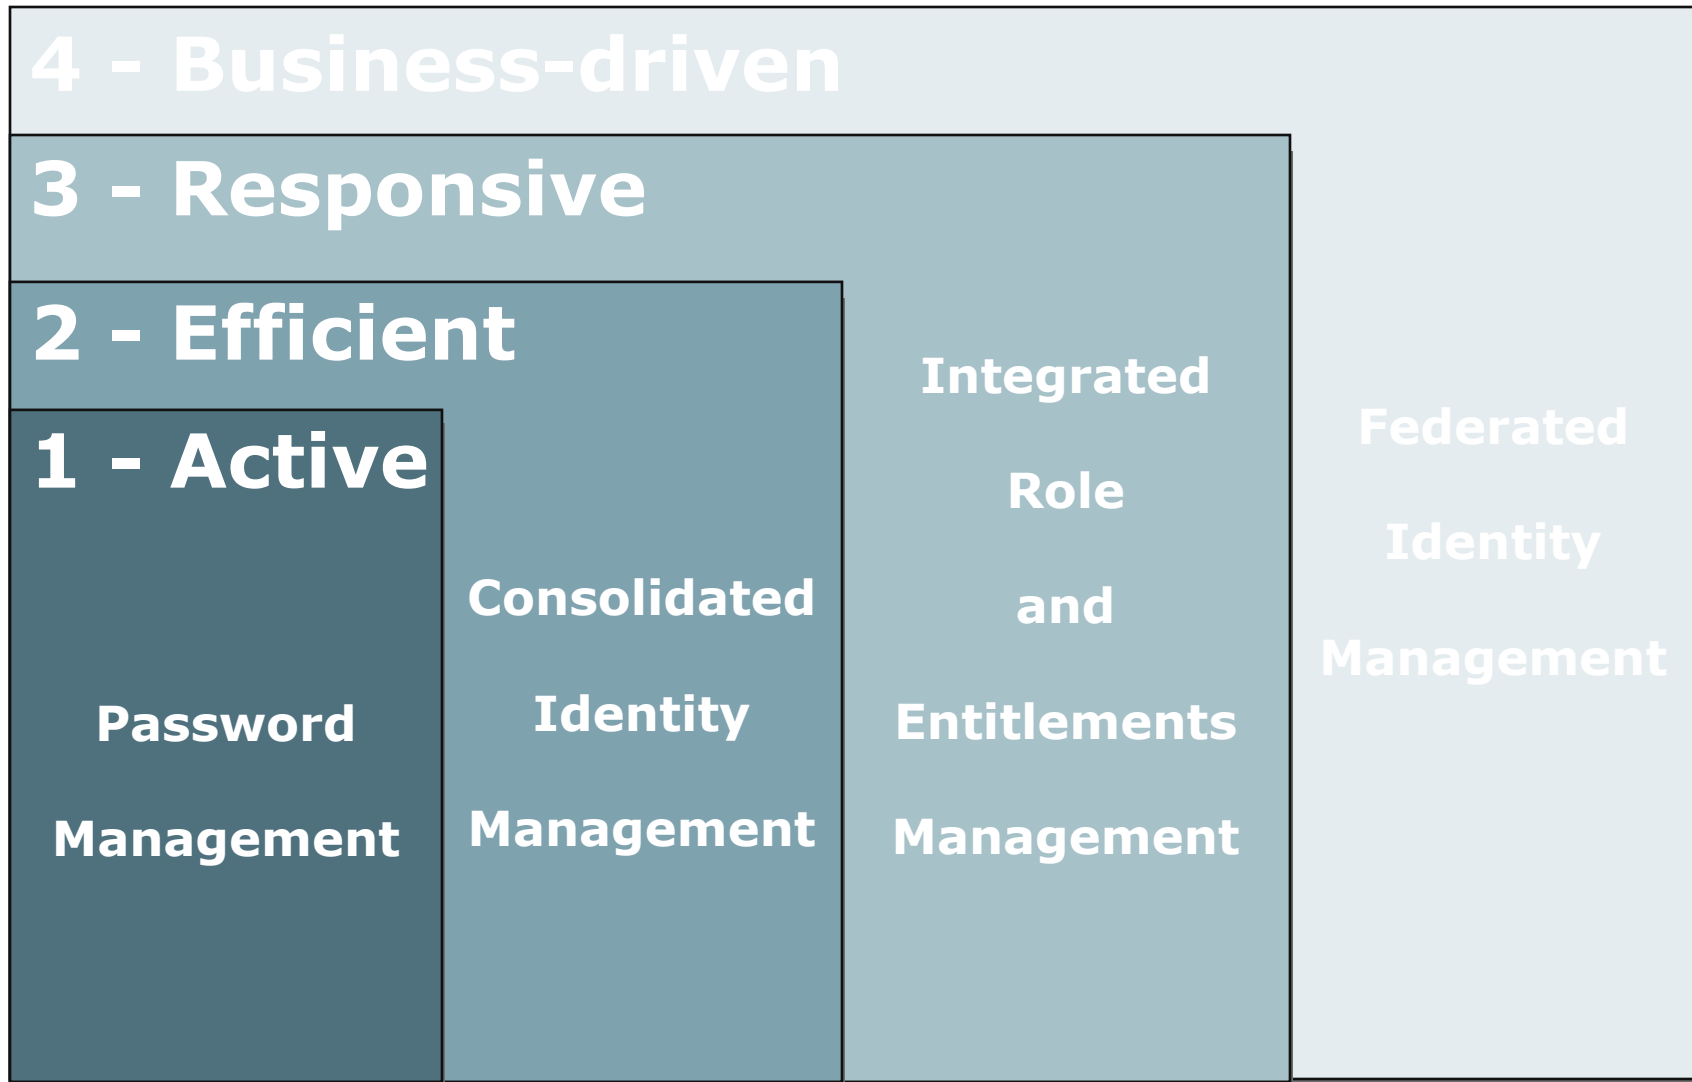 4 - Business-driven
3 - Responsive
2 - Efficient
1 - Active
Password
Management
Consolidated
Identity
Management
Integrated
Role
and
Entitlements
Management
Federated
Identity
Management